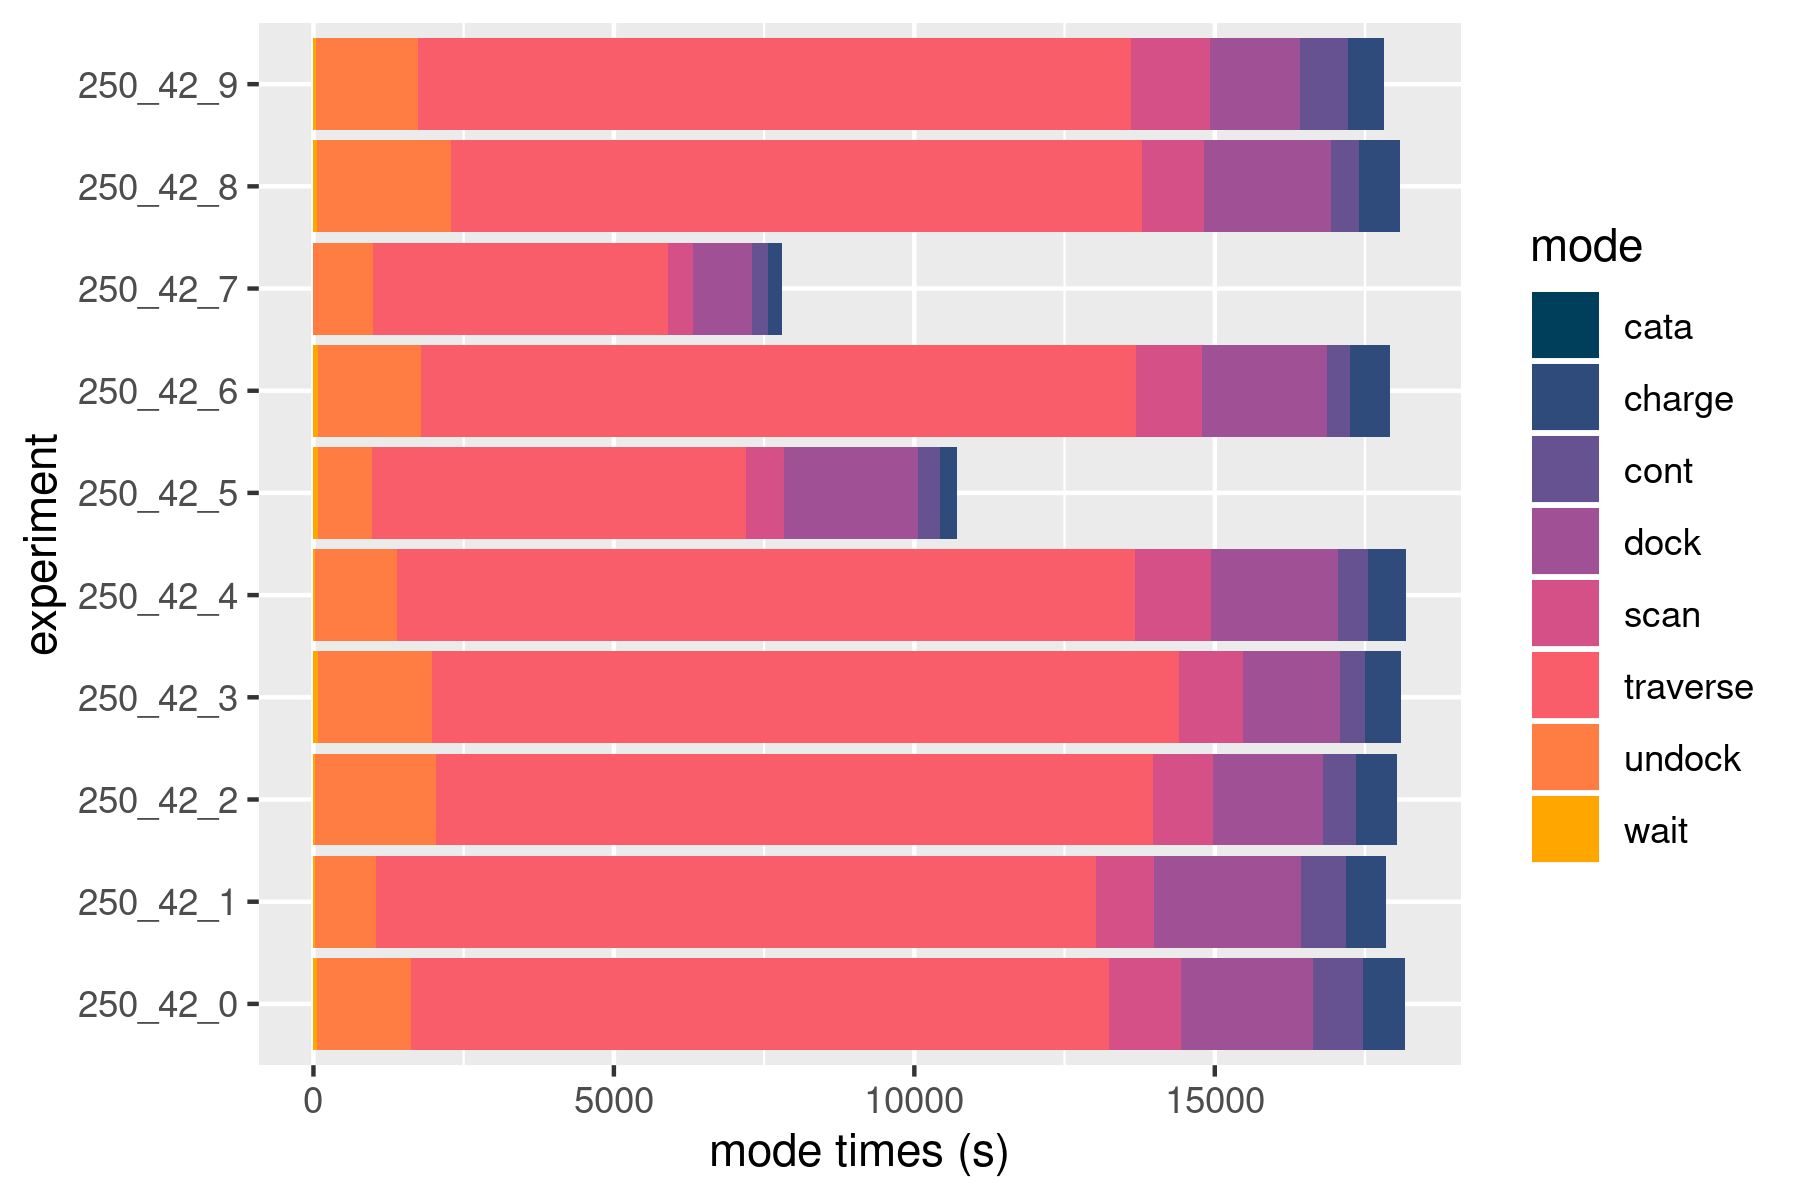 250_42_9
250_42_8
250_42_7
250_42_6
250_42_5
250_42_4
250_42_3
250_42_2
250_42_1
250_42_0
experiment
0 5000 10000 15000
mode times (s)
mode
cata
charge
cont
dock
scan
traverse
undock
wait